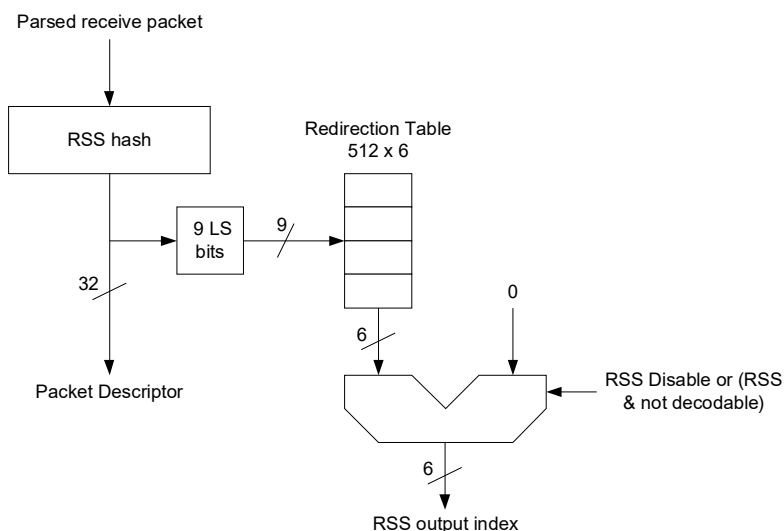 Parsed receive packet
RSS hash
Redirection Table
512 x 6
9 LS
bits
9
32
0
6
Packet Descriptor
RSS Disable or (RSS
& not decodable)
6
RSS output index